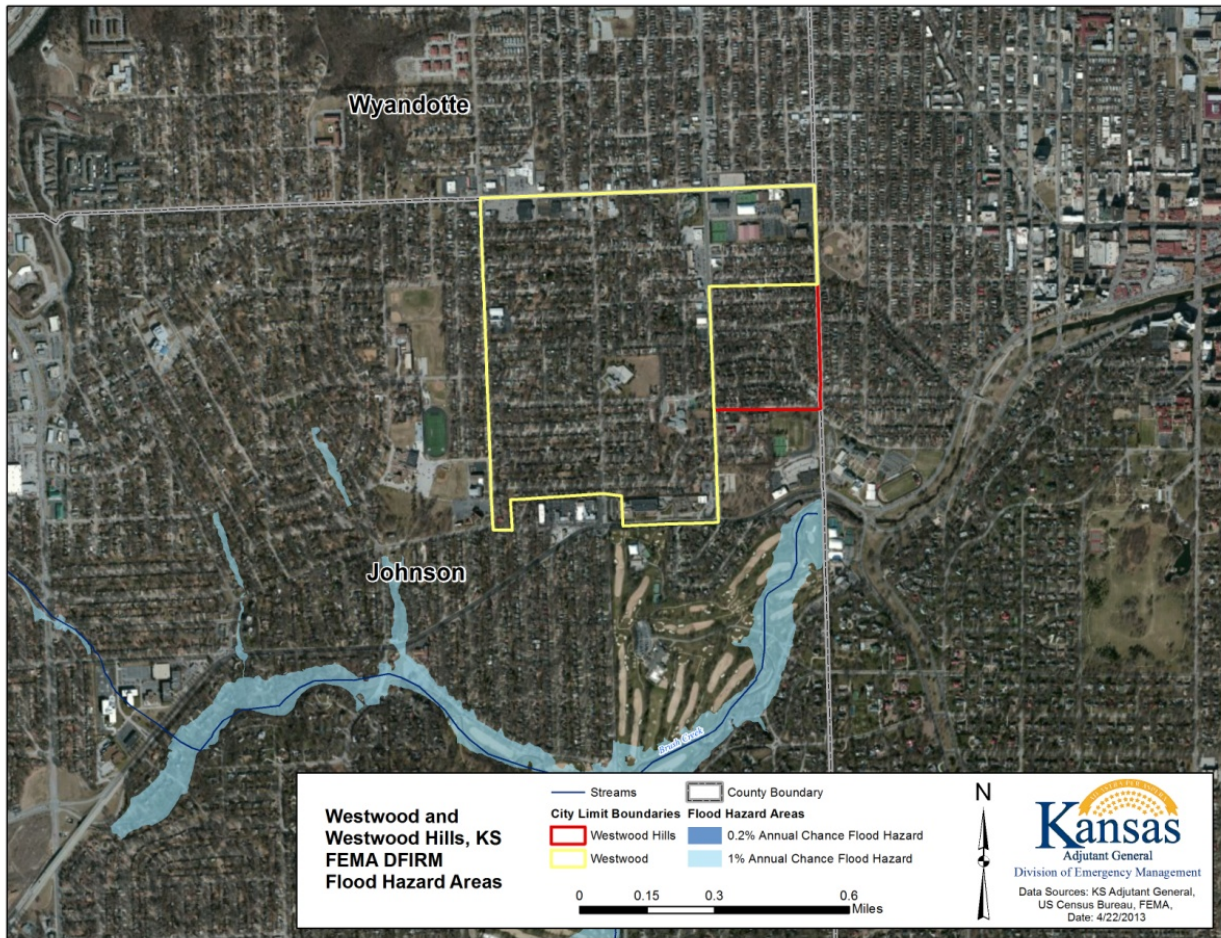 Wyandotte
Johnson
Brush Creek
Westwood and
Westwood Hills, KS
FEMA DFIRM
Flood Hazard Areas
Streams
City Limit Boundaries
Westwood Hills
Westwood
County Boundary
Flood Hazard Areas
0.2% Annual Chance Flood Hazard
1% Annual Chance Flood Hazard
0 0.15 0.3 0.6
Miles
N
Kansas
Adjutant General
Division of Emergency Management
Data Sources: KS Adjutant General,
US Census Bureau, FEMA,
Date: 4/22/2013